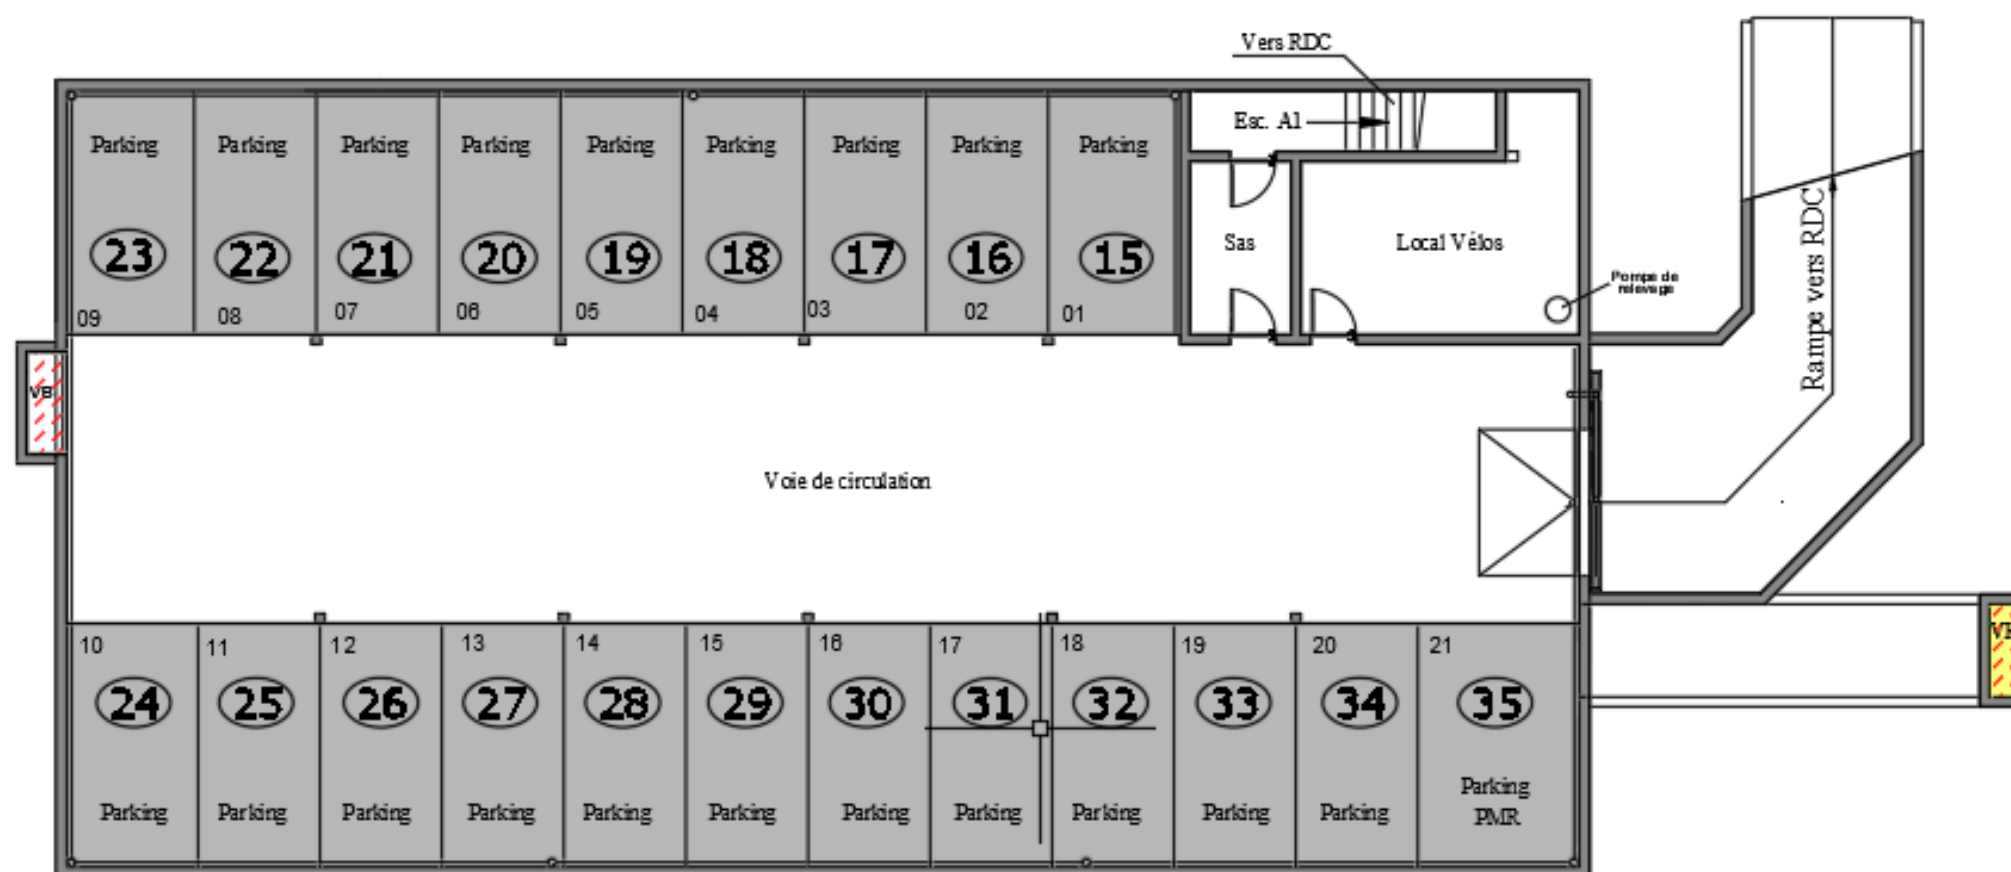 Vers RDC
Esc. A1
Parking Parking Parking Parking Parking Parking Parking Parking Parking
23 22 21 20 19 18 17 16 15
09 08 07 06 05 04 03 02 01
Sas
Local Vélos
Pompe de
relevage
Rampe vers RDC
VB
Voie de circulation
10 11 12 13 14 15 16 17 18 19 20 21
24 25 26 27 28 29 30 31 32 33 34 35
Parking Parking Parking Parking Parking Parking Parking Parking Parking Parking Parking Parking
PMR